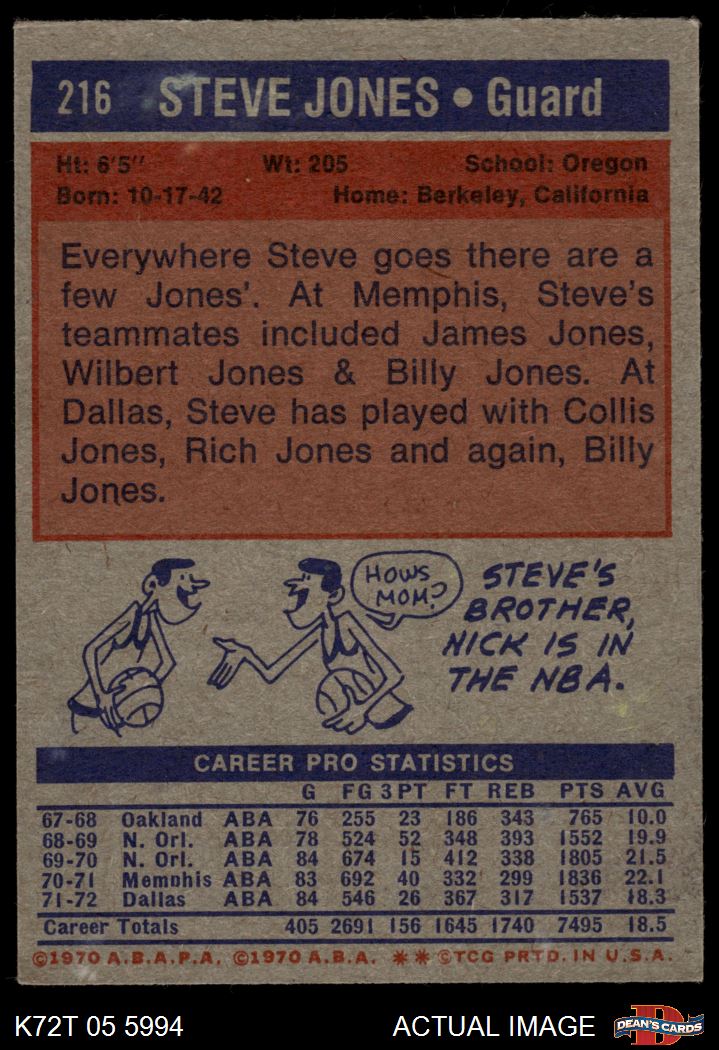 216 STEVE JONES • Guard
Ht: 6'5" Wt: 205 School: Oregon
Born: 10-17-42 Home: Berkeley, California
Everywhere Steve goes there are a
few Jones'. At Memphis, Steve's
teammates included James Jones,
Wilbert Jones & Billy Jones. At
Dallas, Steve has played with Collis
Jones, Rich Jones and again, Billy
Jones.
HOWS
MOM?
STEVE'S
BROTHER,
NICK IS IN
THE NBA.
CAREER PRO STATISTICS
G FG 3PT FT REB PTS AVG
67-68 Oakland ABA 76 255 23 186 343 765 10.0
68-69 N. Orl. ABA 78 524 52 348 393 1552 19.9
69-70 N. Orl. ABA 84 674 15 412 338 1805 21.5
70-71 Memphis ABA 83 692 40 332 299 1836 22.1
71-72 Dallas ABA 84 546 26 367 317 1537 18.3
Career Totals 405 2691 156 1645 1740 7495 18.5
©1970 A.B.A.P.A. ©1970 A.B.A. ** ©TCG PRTD. IN U.S.A.
K72T 05 5994 ACTUAL IMAGE D DEAN'S CARDS